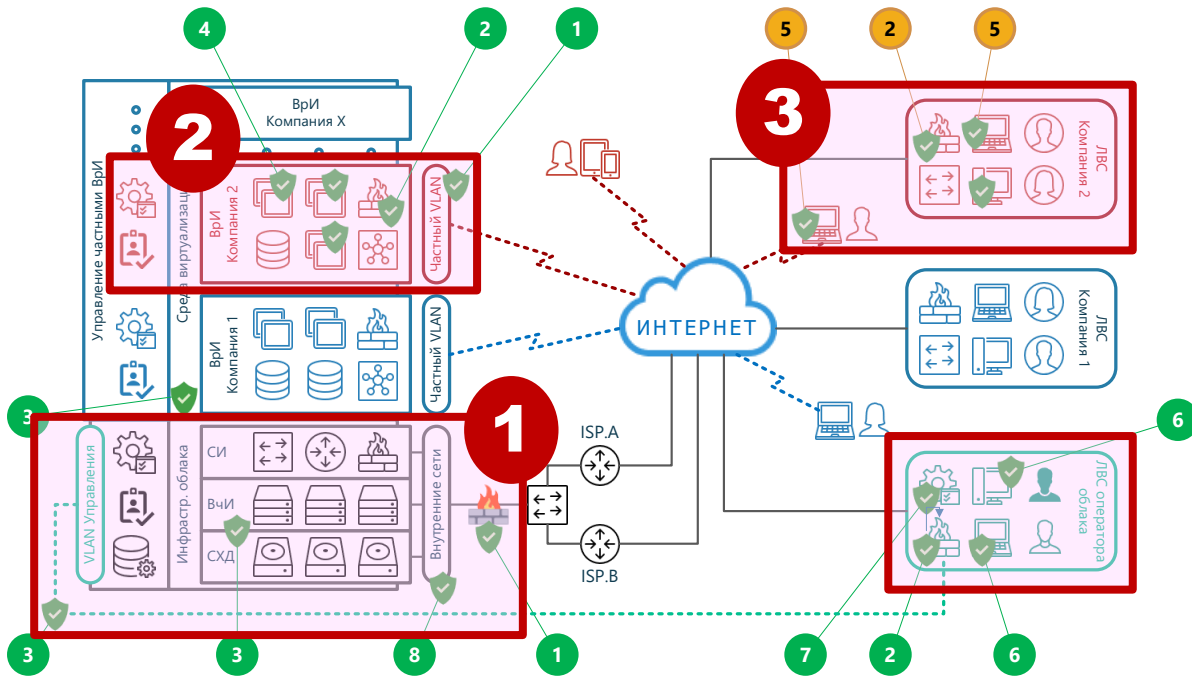 4
2
1
5
2
5
ВрИ
Компания X
2
3
Управление частными ВрИ
Среда виртуализац
ВрИ
Компания 2
Частный VLAN
ЛВС
Компания 2
ИНТЕРНЕТ
ВрИ
Компания 1
Частный VLAN
ЛВС
Компания 1
3
1
6
VLAN Управления
Инфрастр. облака
СИ
ВчИ
СХД
Внутренние сети
ISP.A
ISP.B
ЛВС оператора
облака
3
3
8
1
7
2
6